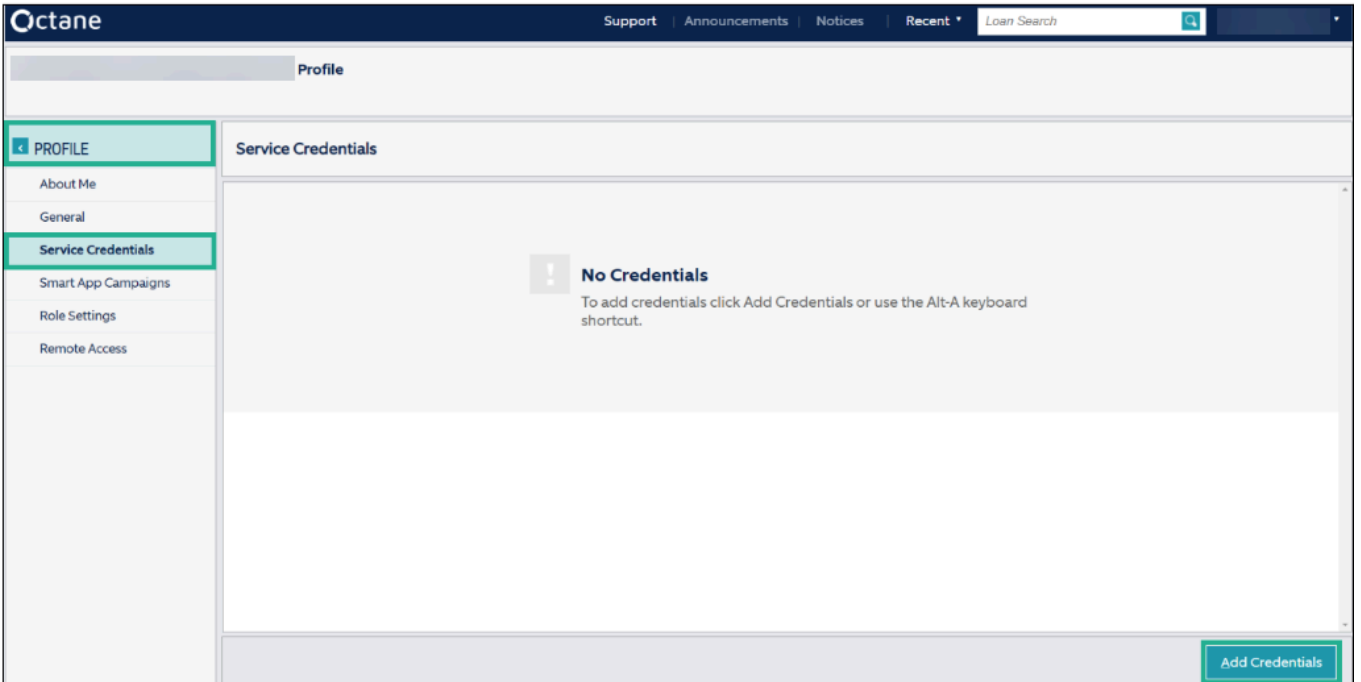 Octane
Support | Announcements | Notices | Recent
Loan Search
Profile
PROFILE
About Me
General
Service Credentials
Smart App Campaigns
Role Settings
Remote Access
Service Credentials
!
No Credentials
To add credentials click Add Credentials or use the Alt-A keyboard
shortcut.
Add Credentials